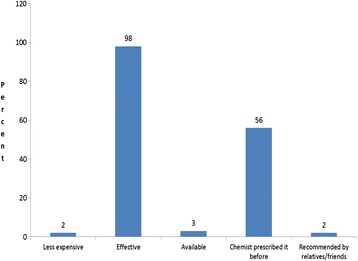 120
100
80
60
40
20
0
Percent
2
98
3
56
2
Less expensive
Effective
Available
Chemist prescribed it
before
Recommended by
relatives/friends